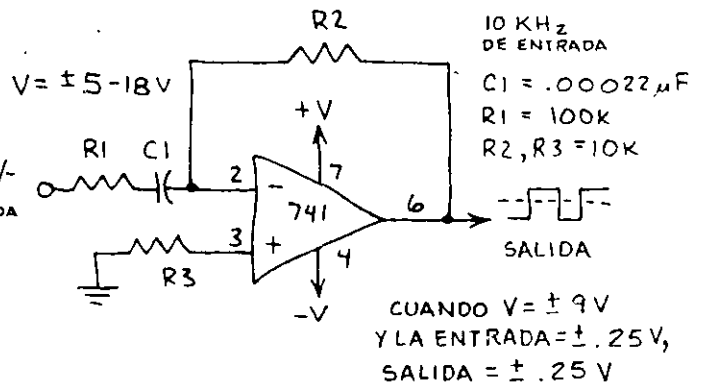 R2
10 KHz
DE ENTRADA
V = ±5-18V
C1 = .00022µF
R1 = 100K
R2, R3 = 10K
+V
R1 C1
2
-
7
741
6
3
+
4
R3
-V
SALIDA
CUANDO V = ± 9V
Y LA ENTRADA = ± .25V,
SALIDA = ± .25 V